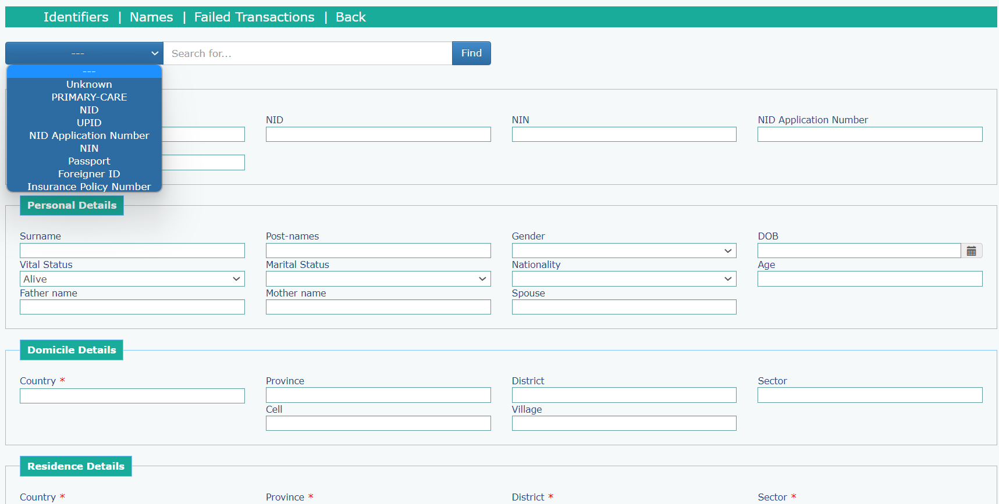 Identifiers | Names | Failed Transactions | Back
--- Search for... Find
---
Unknown
PRIMARY-CARE
NID
UPID
NID Application Number
NIN
Passport
Foreigner ID
Insurance Policy Number
NID NIN NID Application Number
Personal Details
Surname Post-names Gender DOB
Vital Status Marital Status Nationality Age
Alive
Father name Mother name Spouse
Domicile Details
Country * Province District Sector
Cell Village
Residence Details
Country * Province * District * Sector *